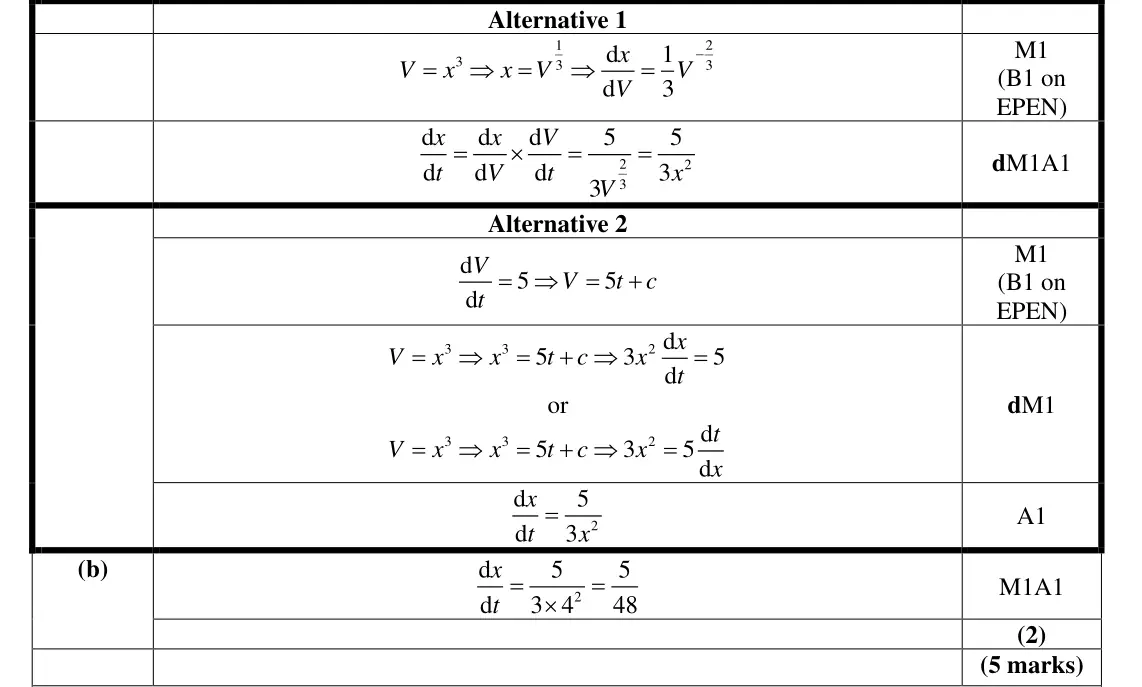 Alternative 1
V = x³ ⇒ x = V^{1/3} ⇒ dx/dV = 1/3 V^{-2/3}
M1
(B1 on
EPEN)
dx/dt = dx/dV × dV/dt = 5/(3V^{2/3}) = 5/(3x²)
dM1A1
Alternative 2
dV/dt = 5 ⇒ V = 5t + c
M1
(B1 on
EPEN)
V = x³ ⇒ x³ = 5t + c ⇒ 3x² dx/dt = 5
or
V = x³ ⇒ x³ = 5t + c ⇒ 3x² = 5 dt/dx
dM1
dx/dt = 5/(3x²)
A1
(b)
dx/dt = 5/(3 × 4²) = 5/48
M1A1
(2)
(5 marks)